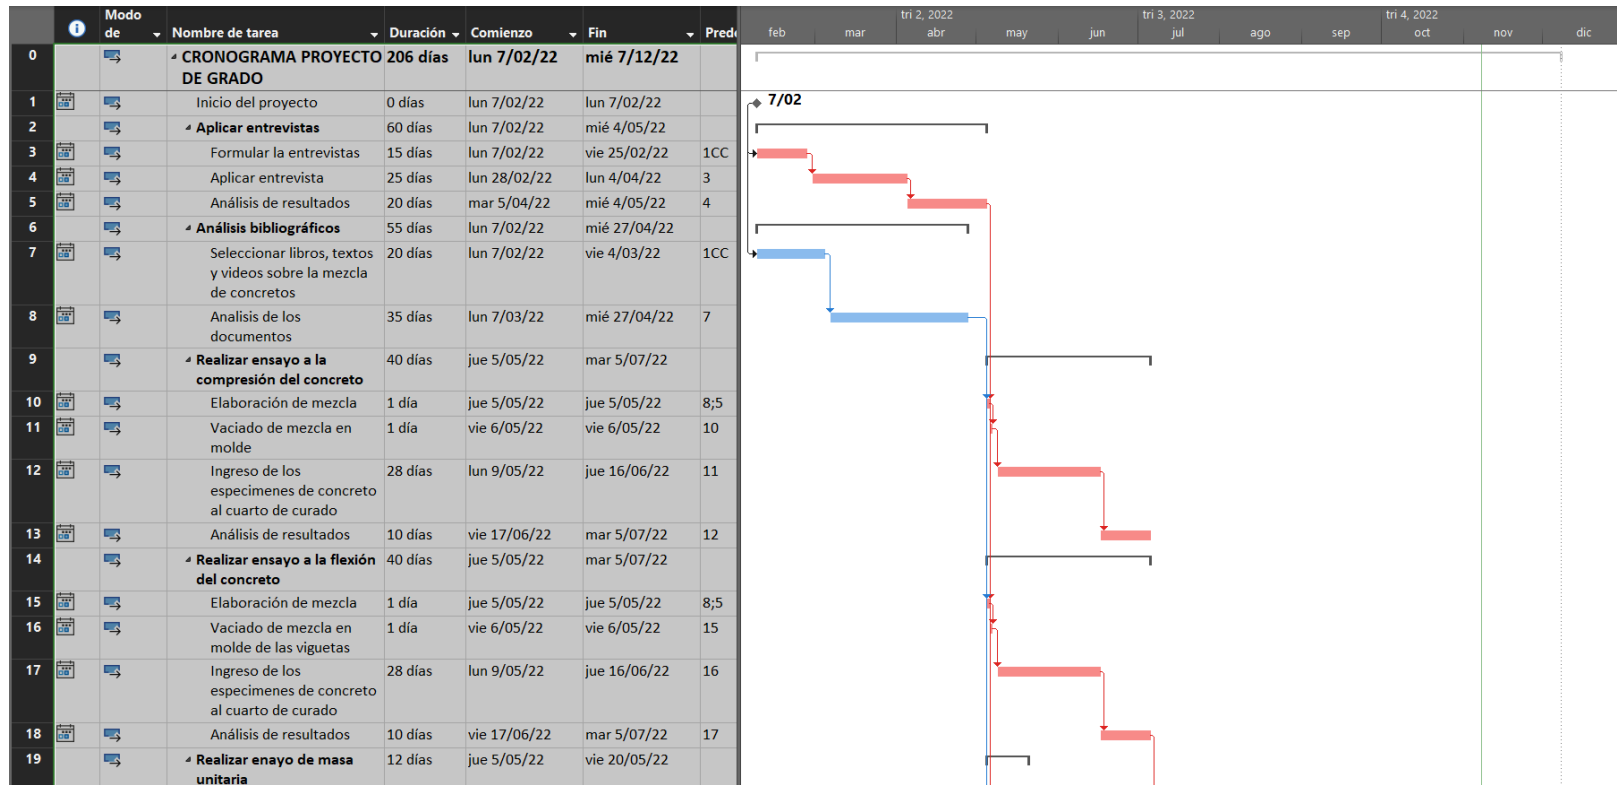 tri 2, 2022 tri 3, 2022 tri 4, 2022
Modo
de Nombre de tarea Duración Comienzo Fin Prede feb mar abr may jun jul ago sep oct nov dic
0 CRONOGRAMA PROYECTO 206 días lun 7/02/22 mié 7/12/22
DE GRADO
1 Inicio del proyecto 0 días lun 7/02/22 lun 7/02/22 7/02
2 Aplicar entrevistas 60 días lun 7/02/22 mié 4/05/22
3 Formular la entrevistas 15 días lun 7/02/22 vie 25/02/22 1CC
4 Aplicar entrevista 25 días lun 28/02/22 lun 4/04/22 3
5 Análisis de resultados 20 días mar 5/04/22 mié 4/05/22 4
6 Análisis bibliográficos 55 días lun 7/02/22 mié 27/04/22
7 Seleccionar libros, textos 20 días lun 7/02/22 vie 4/03/22 1CC
y videos sobre la mezcla
de concretos
8 Analisis de los 35 días lun 7/03/22 mié 27/04/22 7
documentos
9 Realizar ensayo a la 40 días jue 5/05/22 mar 5/07/22
compresión del concreto
10 Elaboración de mezcla 1 día jue 5/05/22 jue 5/05/22 8;5
11 Vaciado de mezcla en 1 día vie 6/05/22 vie 6/05/22 10
molde
12 Ingreso de los 28 días lun 9/05/22 jue 16/06/22 11
especimenes de concreto
al cuarto de curado
13 Análisis de resultados 10 días vie 17/06/22 mar 5/07/22 12
14 Realizar ensayo a la flexión 40 días jue 5/05/22 mar 5/07/22
del concreto
15 Elaboración de mezcla 1 día jue 5/05/22 jue 5/05/22 8;5
16 Vaciado de mezcla en 1 día vie 6/05/22 vie 6/05/22 15
molde de las viguetas
17 Ingreso de los 28 días lun 9/05/22 jue 16/06/22 16
especimenes de concreto
al cuarto de curado
18 Análisis de resultados 10 días vie 17/06/22 mar 5/07/22 17
19 Realizar enayo de masa 12 días jue 5/05/22 vie 20/05/22
unitaria